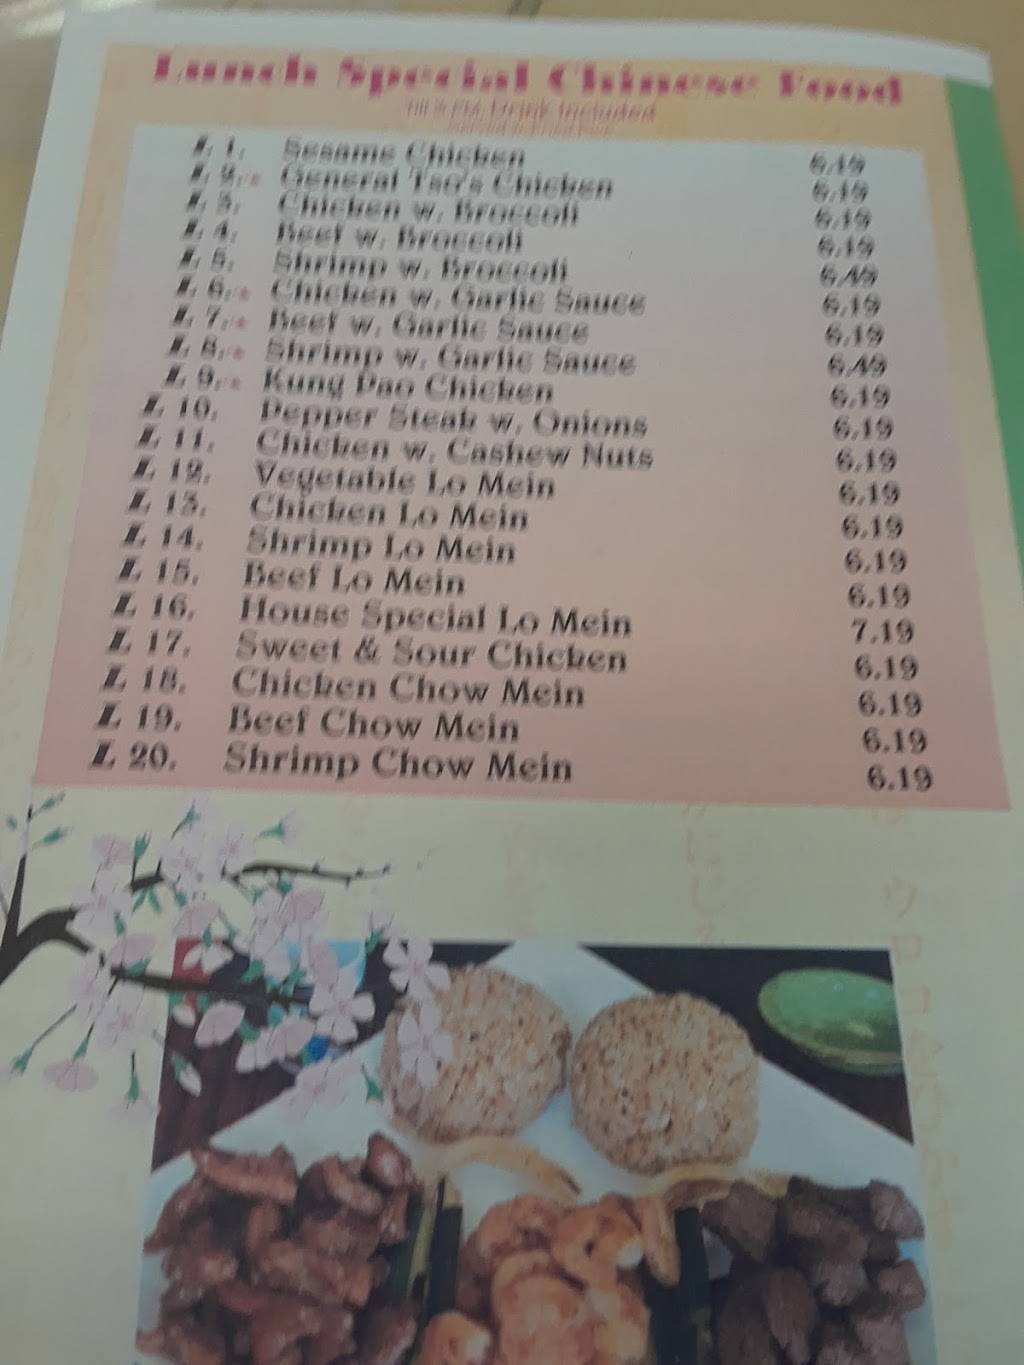 Lunch Special Chinese Food
Drink Included
L 1. Sesame Chicken 6.19
L 2. General Tso's Chicken 6.19
L 3. Chicken w. Broccoli 6.19
L 4. Beef w. Broccoli 6.19
L 5. Shrimp w. Broccoli 6.49
L 6. Chicken w. Garlic Sauce 6.19
L 7. Beef w. Garlic Sauce 6.19
L 8. Shrimp w. Garlic Sauce 6.49
L 9. Kung Pao Chicken 6.19
L 10. Pepper Steak w. Onions 6.19
L 11. Chicken w. Cashew Nuts 6.19
L 12. Vegetable Lo Mein 6.19
L 13. Chicken Lo Mein 6.19
L 14. Shrimp Lo Mein 6.19
L 15. Beef Lo Mein 6.19
L 16. House Special Lo Mein 7.19
L 17. Sweet & Sour Chicken 6.19
L 18. Chicken Chow Mein 6.19
L 19. Beef Chow Mein 6.19
L 20. Shrimp Chow Mein 6.19